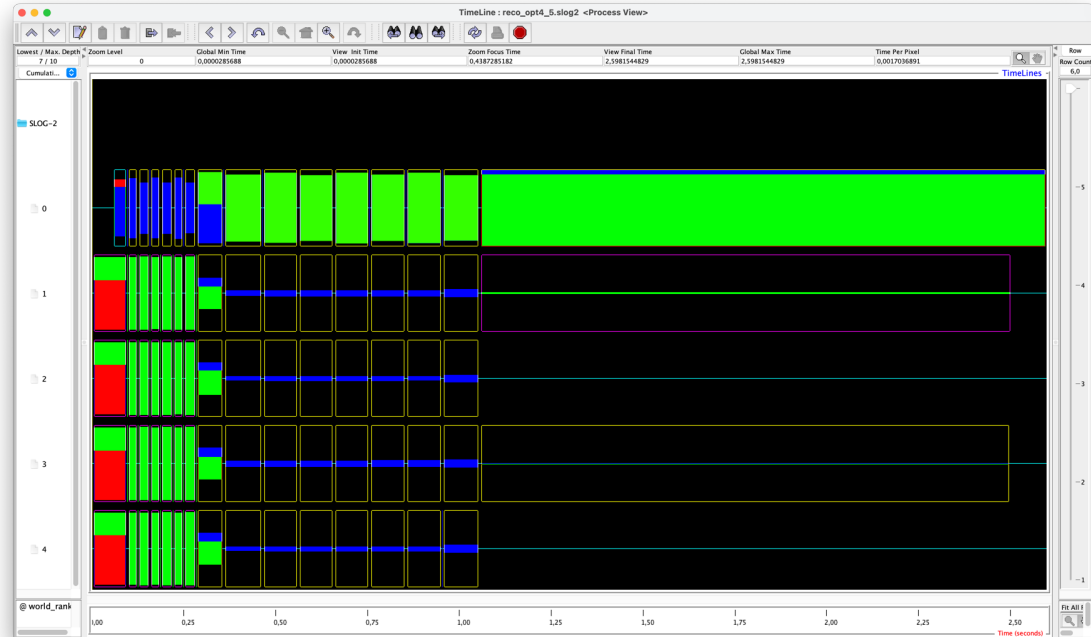 TimeLine : reco_opt4_5.slog2 <Process View>
Lowest / Max. Depth Zoom Level Global Min Time View Init Time Zoom Focus Time View Final Time Global Max Time Time Per Pixel Row
7 / 10 0 0,0000285688 0,0000285688 0,4387285182 2,5981544829 2,5981544829 0,0017036891 Row Count
Cumulati... TimeLines 6,0
SLOG-2
0
1
2
3
4
5
4
3
2
1
@ world_rank Fit All
,00 0,25 0,50 0,75 1,00 1,25 1,50 1,75 2,00 2,25 2,50
Time (seconds)